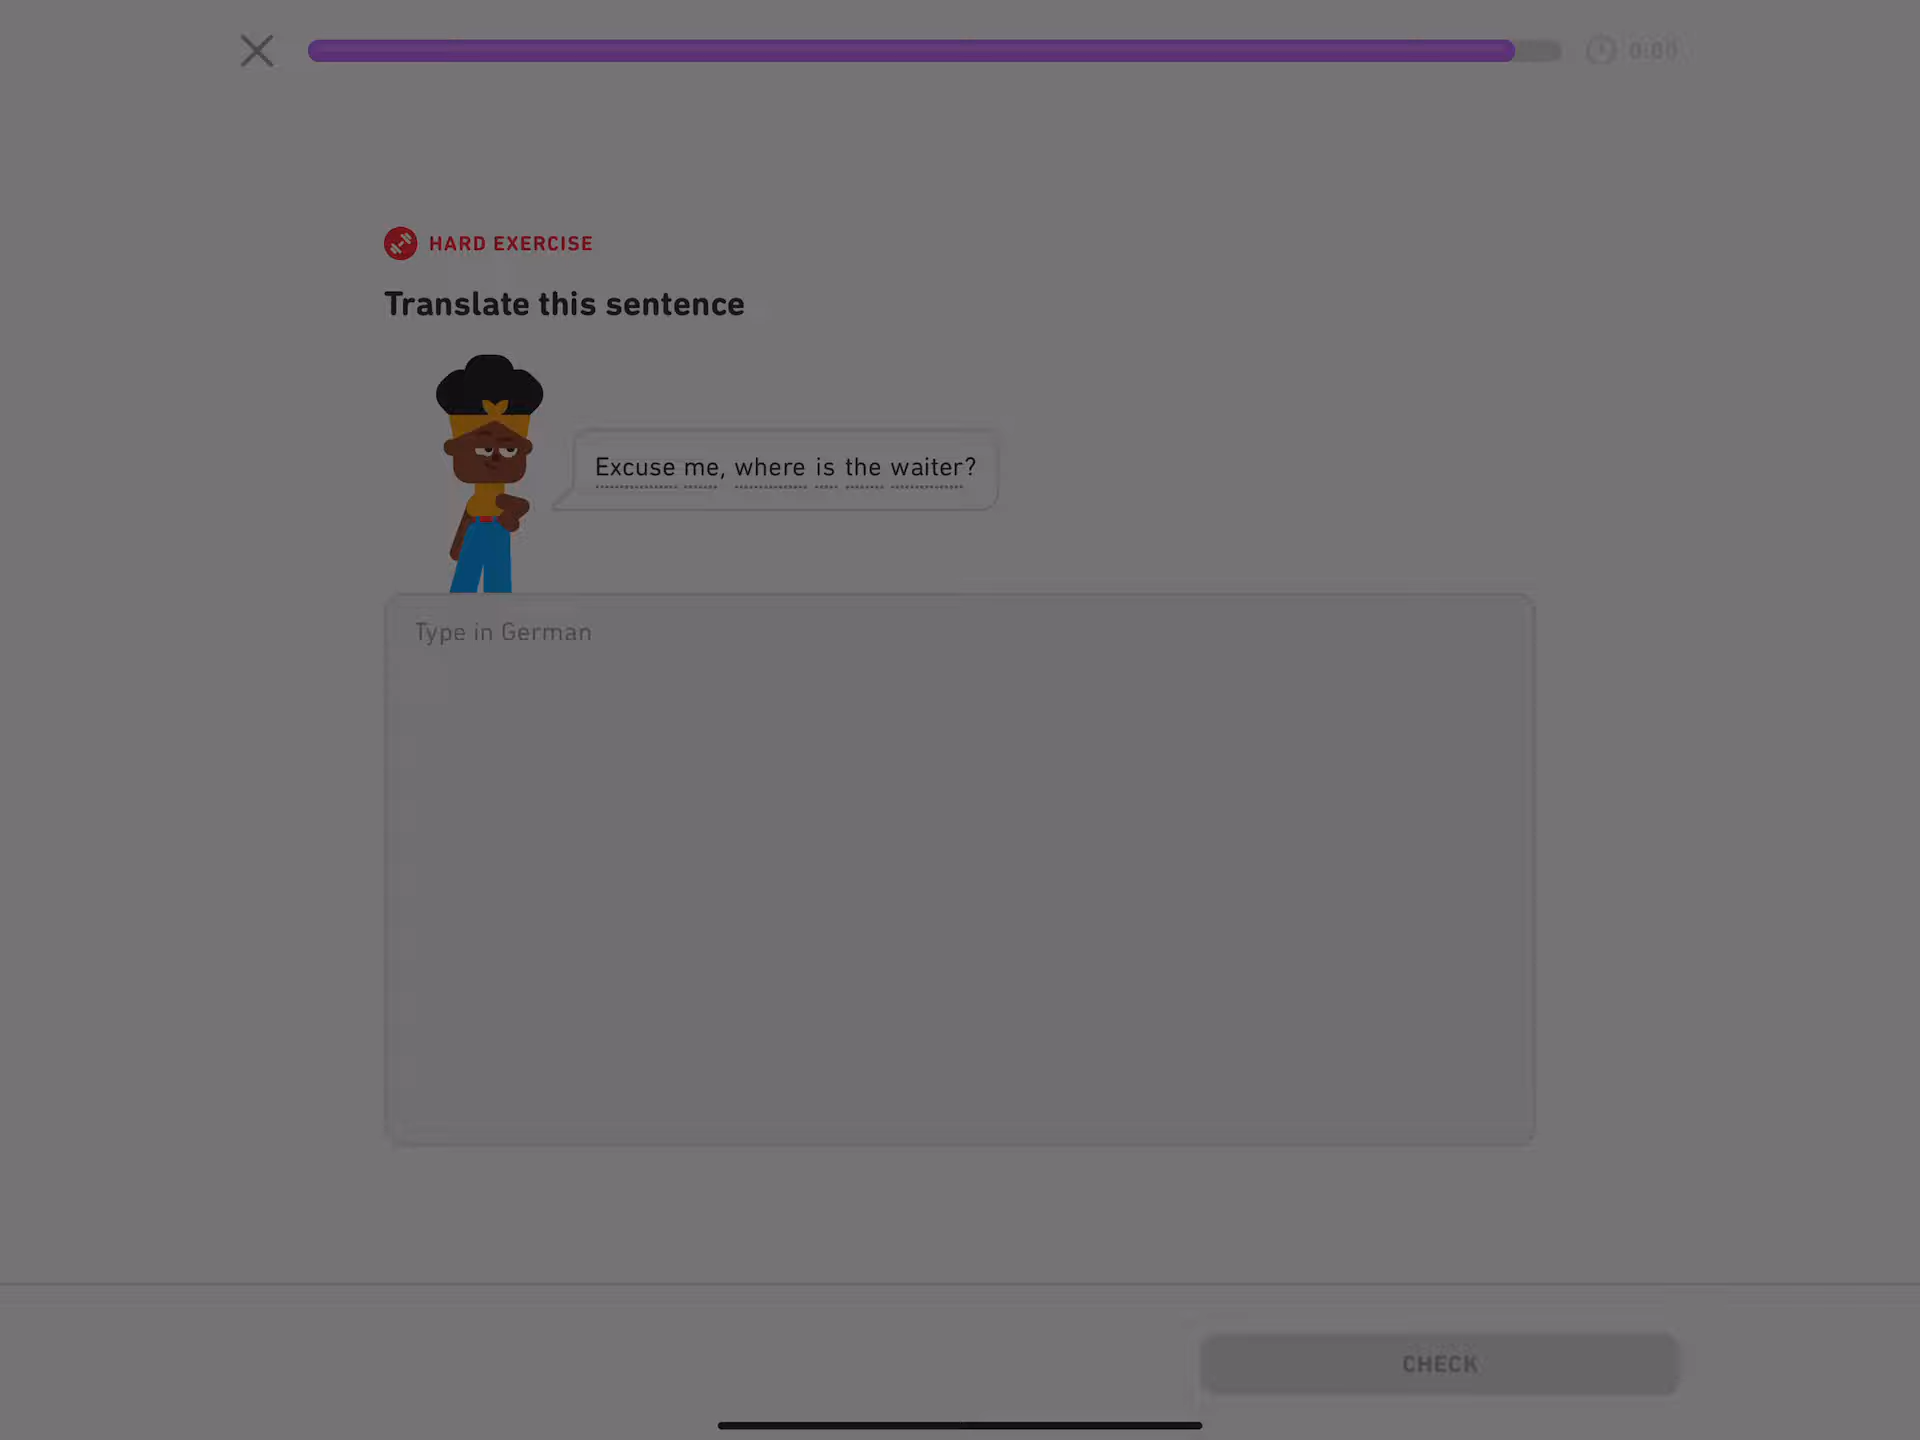 0:00
HARD EXERCISE
Translate this sentence
Excuse me, where is the waiter?
Type in German
CHECK